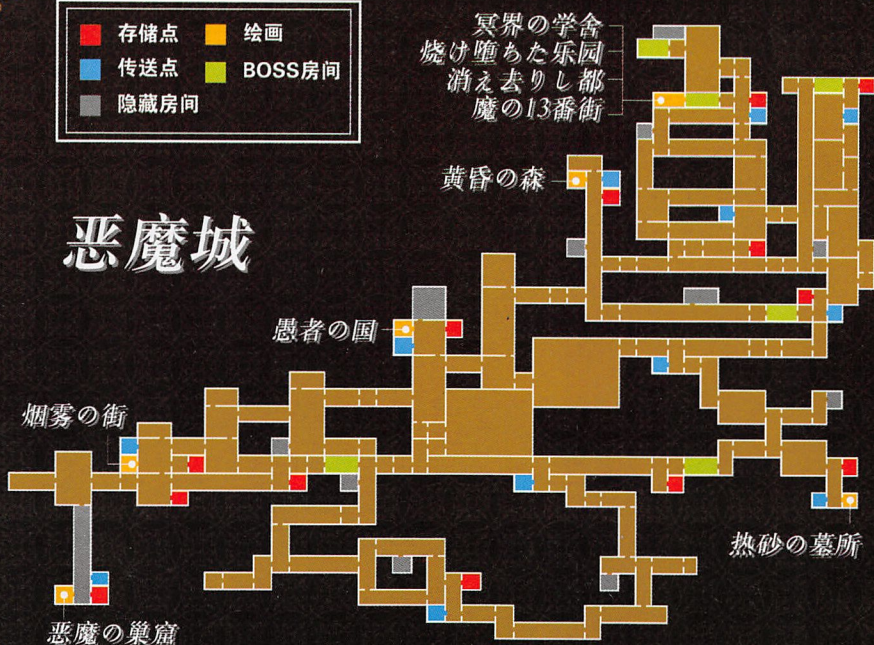 存储点
绘画
传送点
BOSS房间
隐藏房间
冥界の学舎
烧け堕ちた乐园
消え去りし都
魔の13番街
黄昏の森
恶魔城
愚者の国
烟雾の街
热砂の墓所
恶魔の巢窟